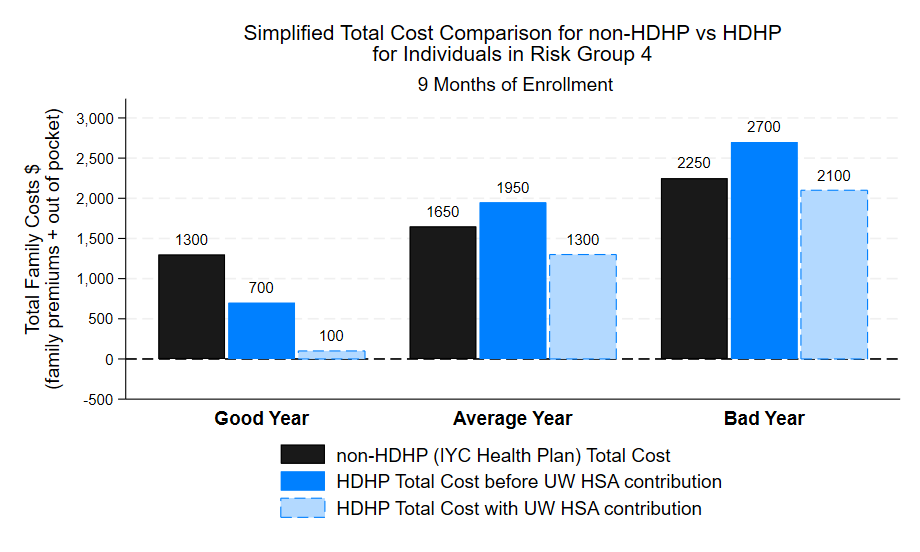 Simplified Total Cost Comparison for non-HDHP vs HDHP
for Individuals in Risk Group 4
9 Months of Enrollment
Total Family Costs $
(family premiums + out of pocket)
3,000
2,500
2,000
1,500
1,000
500
0
-500
1300
700
100
1650
1950
1300
2250
2700
2100
Good Year
Average Year
Bad Year
non-HDHP (IYC Health Plan) Total Cost
HDHP Total Cost before UW HSA contribution
HDHP Total Cost with UW HSA contribution